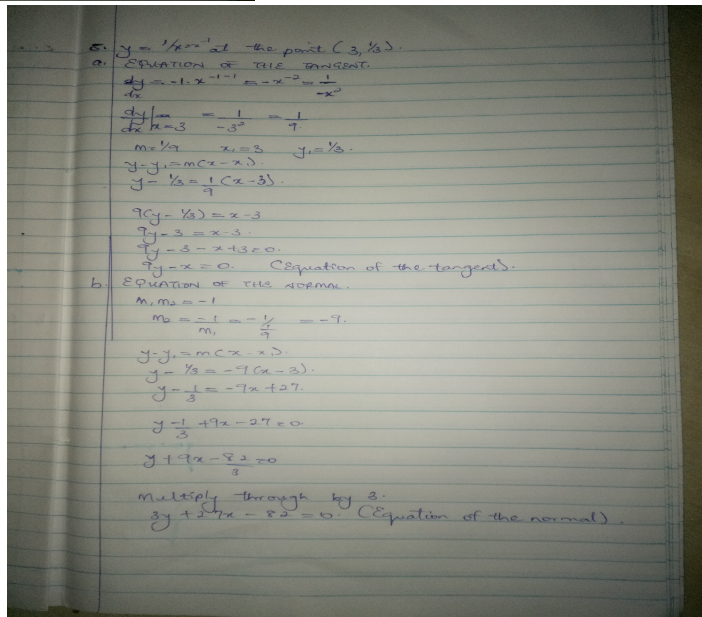 5. y = 1/x = x⁻¹ at the point (3, 1/3).
a. EQUATION OF THE TANGENT.
dy/dx = -1·x⁻¹⁻¹ = -x⁻² = 1/-x²
dy/dx | x=3 = 1/-3² = 1/9.
m = 1/9 x₁ = 3 y₁ = 1/3.
y - y₁ = m(x - x₁).
y - 1/3 = 1/9 (x - 3).
9(y - 1/3) = x - 3
9y - 3 = x - 3.
9y - 3 - x + 3 = 0.
9y - x = 0. (Equation of the tangent).
b. EQUATION OF THE NORMAL.
m₁ m₂ = -1
m₂ = -1/m₁ = -1/(1/9) = -9.
y - y₁ = m(x - x₁).
y - 1/3 = -9(x - 3).
y - 1/3 = -9x + 27.
y - 1/3 + 9x - 27 = 0.
y + 9x - 82/3 = 0
Multiply through by 3.
3y + 27x - 82 = 0. (Equation of the normal).